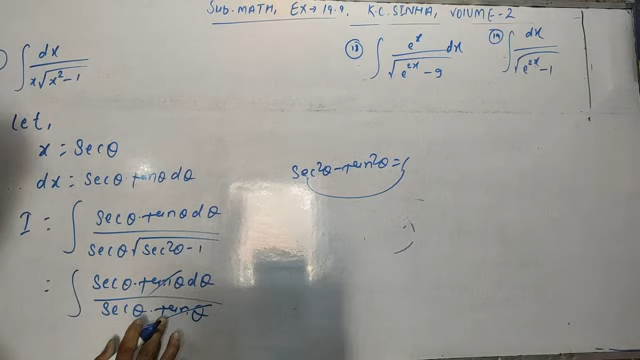 SUB. MATH, EX → 19.9, K.C. SINHA, VOLUME - 2
) ∫ dx / x√(x² - 1)
(18) ∫ eˣ dx / √(e²ˣ - 9)
(19) ∫ dx / √(e²ˣ - 1)
Let,
x = secθ
dx = secθ · tanθ dθ
sec²θ - tan²θ = 1
I = ∫ secθ · tanθ dθ / secθ √(sec²θ - 1)
= ∫ secθ · tanθ dθ / secθ · tanθ